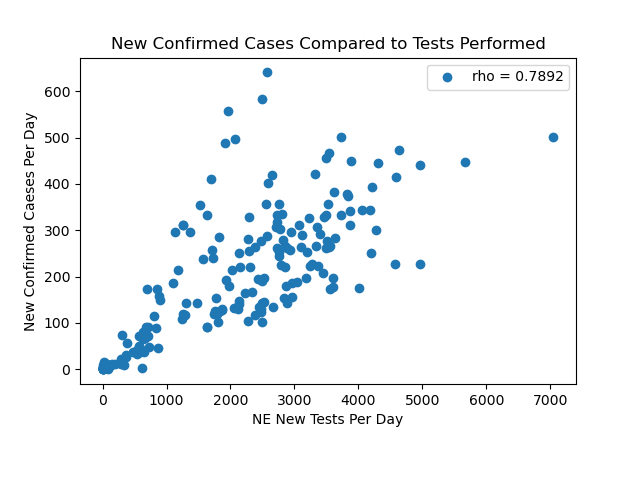 New Confirmed Cases Compared to Tests Performed
rho = 0.7892
New Confirmed Caeses Per Day
600
500
400
300
200
100
0
0 1000 2000 3000 4000 5000 6000 7000
NE New Tests Per Day